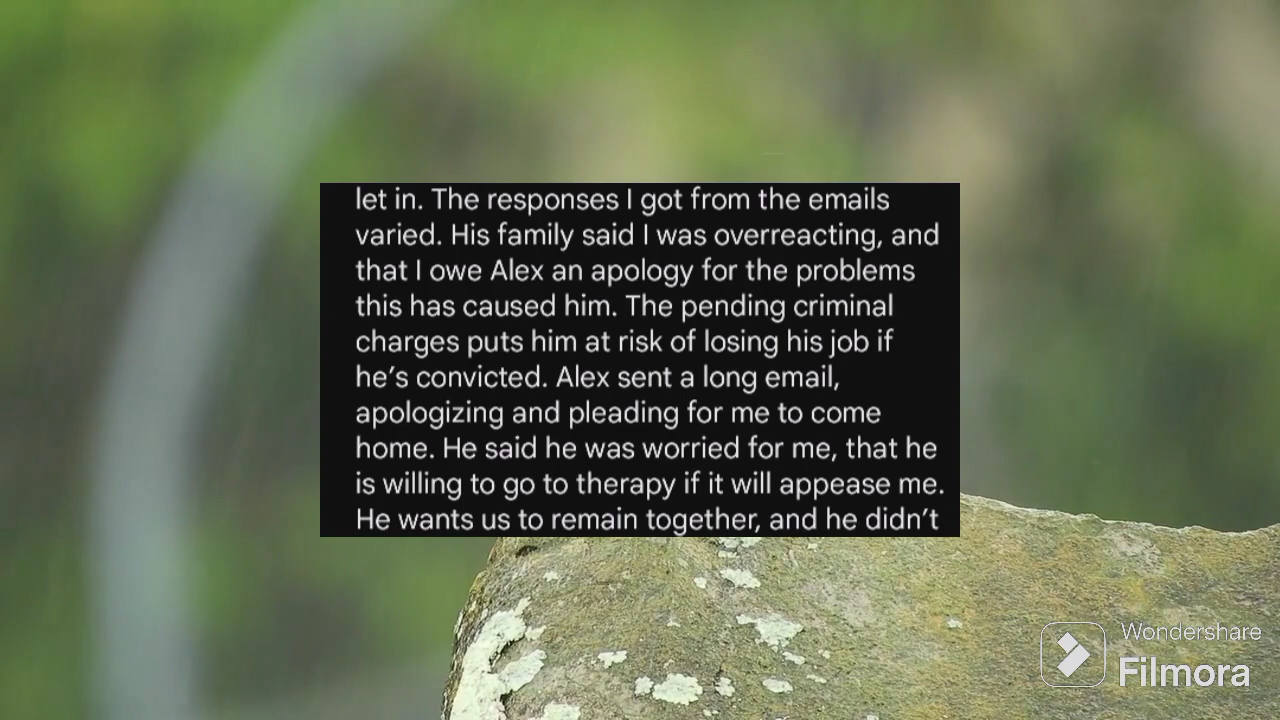 let in. The responses I got from the emails
varied. His family said I was overreacting, and
that I owe Alex an apology for the problems
this has caused him. The pending criminal
charges puts him at risk of losing his job if
he's convicted. Alex sent a long email,
apologizing and pleading for me to come
home. He said he was worried for me, that he
is willing to go to therapy if it will appease me.
He wants us to remain together, and he didn't
Wondershare
Filmora